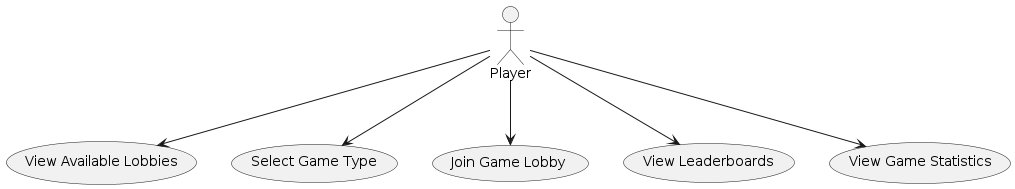 Player
View Available Lobbies
Select Game Type
Join Game Lobby
View Leaderboards
View Game Statistics